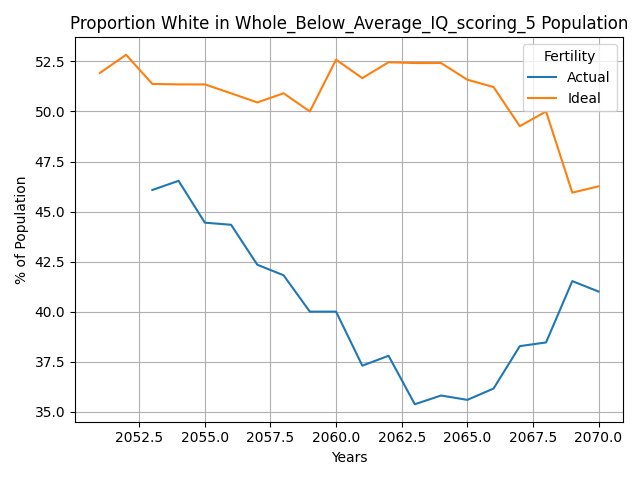 Proportion White in Whole_Below_Average_IQ_scoring_5 Population
% of Population
52.5
50.0
47.5
45.0
42.5
40.0
37.5
35.0
Fertility
Actual
Ideal
2052.5 2055.0 2057.5 2060.0 2062.5 2065.0 2067.5 2070.0
Years